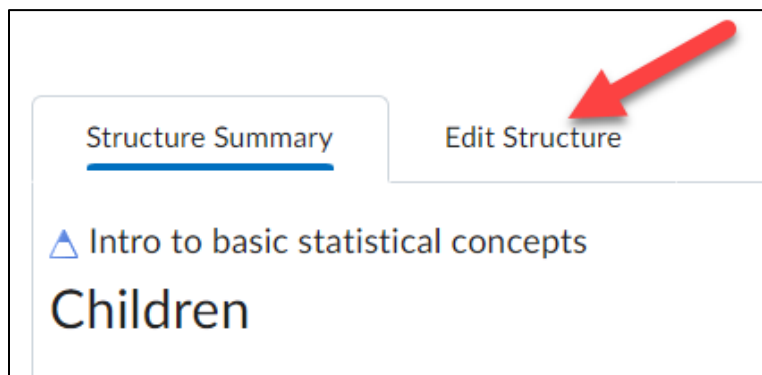 Structure Summary Edit Structure
Intro to basic statistical concepts
Children